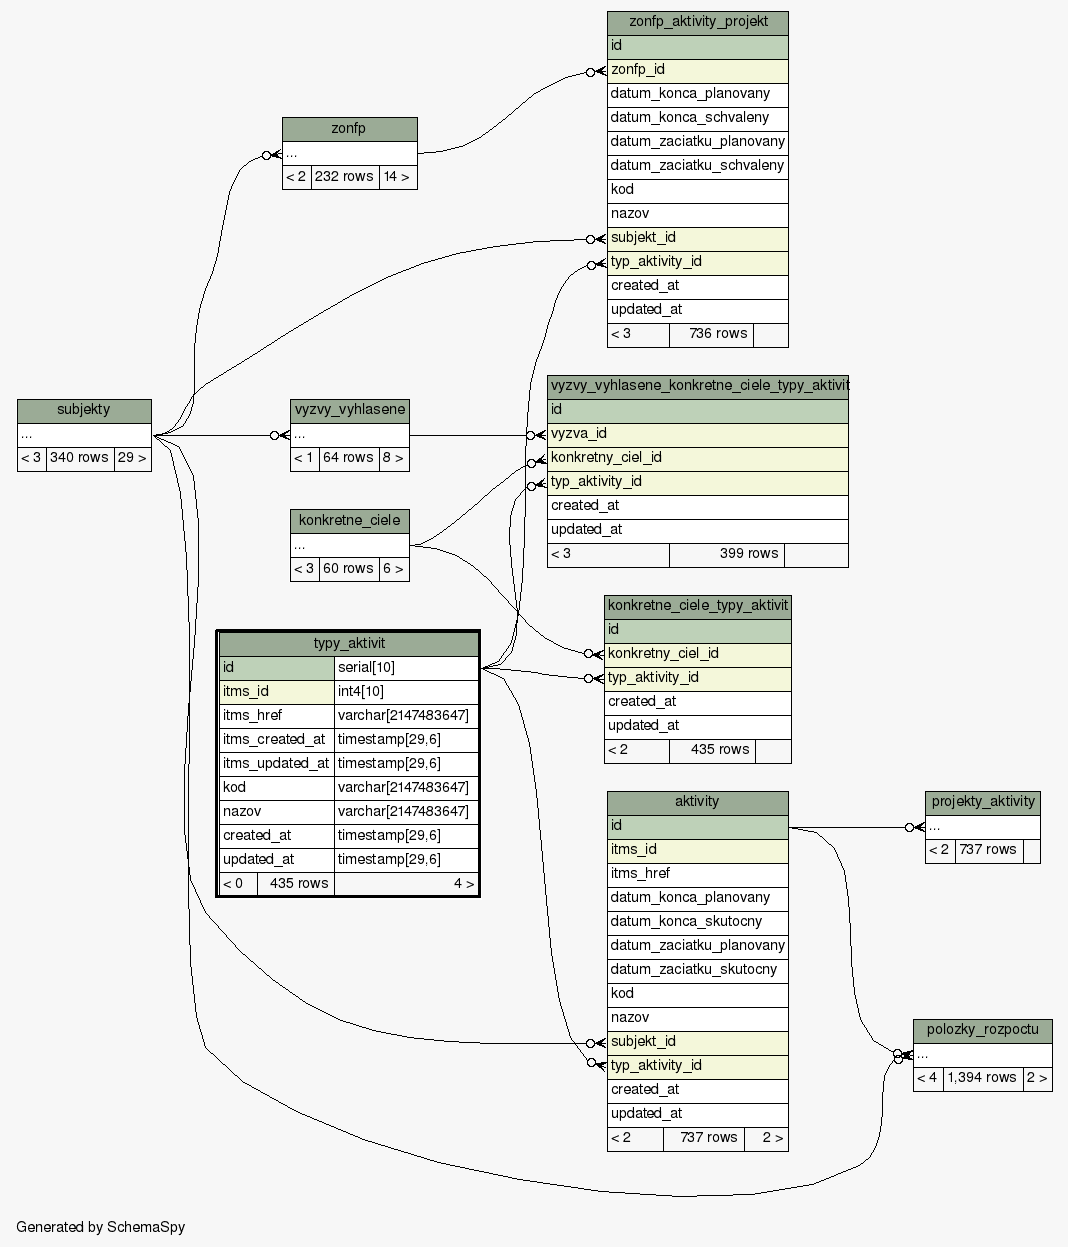 zonfp_aktivity_projekt
id
zonfp_id
datum_konca_planovany
datum_konca_schvaleny
datum_zaciatku_planovany
datum_zaciatku_schvaleny
kod
nazov
subjekt_id
typ_aktivity_id
created_at
updated_at
< 3 736 rows
zonfp
...
< 2 232 rows 14 >
subjekty
...
< 3 340 rows 29 >
vyzvy_vyhlasene
...
< 1 64 rows 8 >
vyzvy_vyhlasene_konkretne_ciele_typy_aktivit
id
vyzva_id
konkretny_ciel_id
typ_aktivity_id
created_at
updated_at
< 3 399 rows
konkretne_ciele
...
< 3 60 rows 6 >
konkretne_ciele_typy_aktivit
id
konkretny_ciel_id
typ_aktivity_id
created_at
updated_at
< 2 435 rows
typy_aktivit
id serial[10]
itms_id int4[10]
itms_href varchar[2147483647]
itms_created_at timestamp[29,6]
itms_updated_at timestamp[29,6]
kod varchar[2147483647]
nazov varchar[2147483647]
created_at timestamp[29,6]
updated_at timestamp[29,6]
< 0 435 rows 4 >
aktivity
id
itms_id
itms_href
datum_konca_planovany
datum_konca_skutocny
datum_zaciatku_planovany
datum_zaciatku_skutocny
kod
nazov
subjekt_id
typ_aktivity_id
created_at
updated_at
< 2 737 rows 2 >
projekty_aktivity
...
< 2 737 rows
polozky_rozpoctu
...
< 4 1,394 rows 2 >
Generated by SchemaSpy